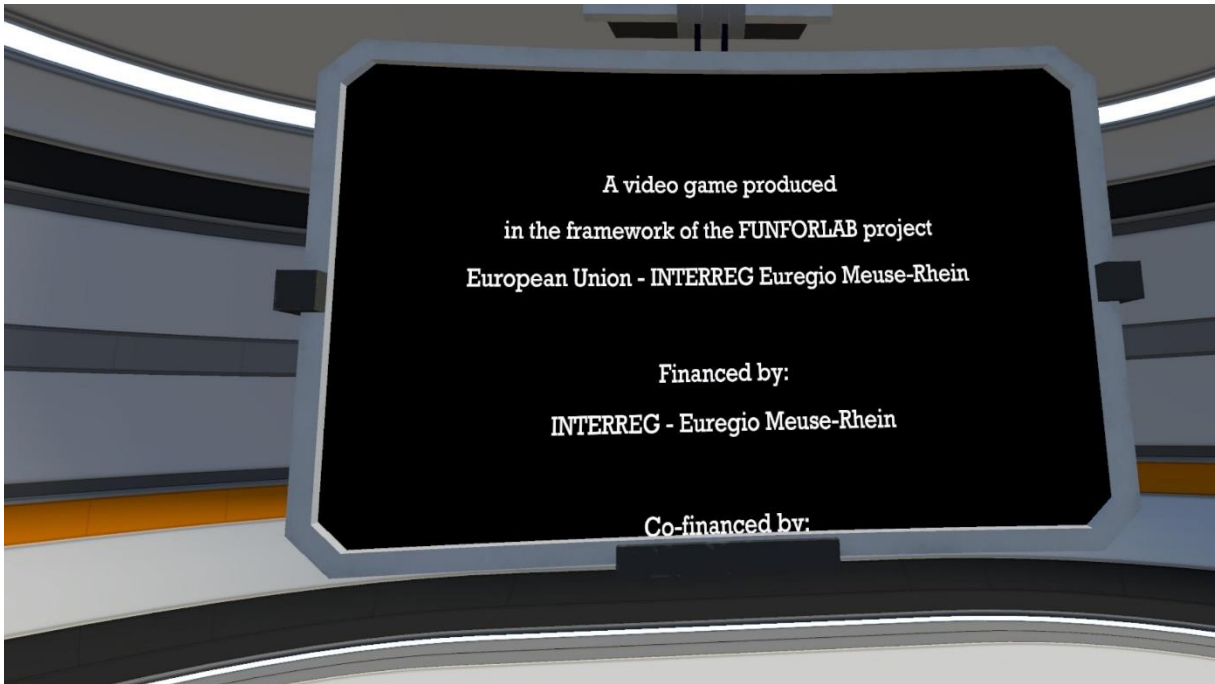 A video game produced
in the framework of the FUNFORLAB project
European Union - INTERREG Euregio Meuse-Rhein
Financed by:
INTERREG - Euregio Meuse-Rhein
Co-financed by: